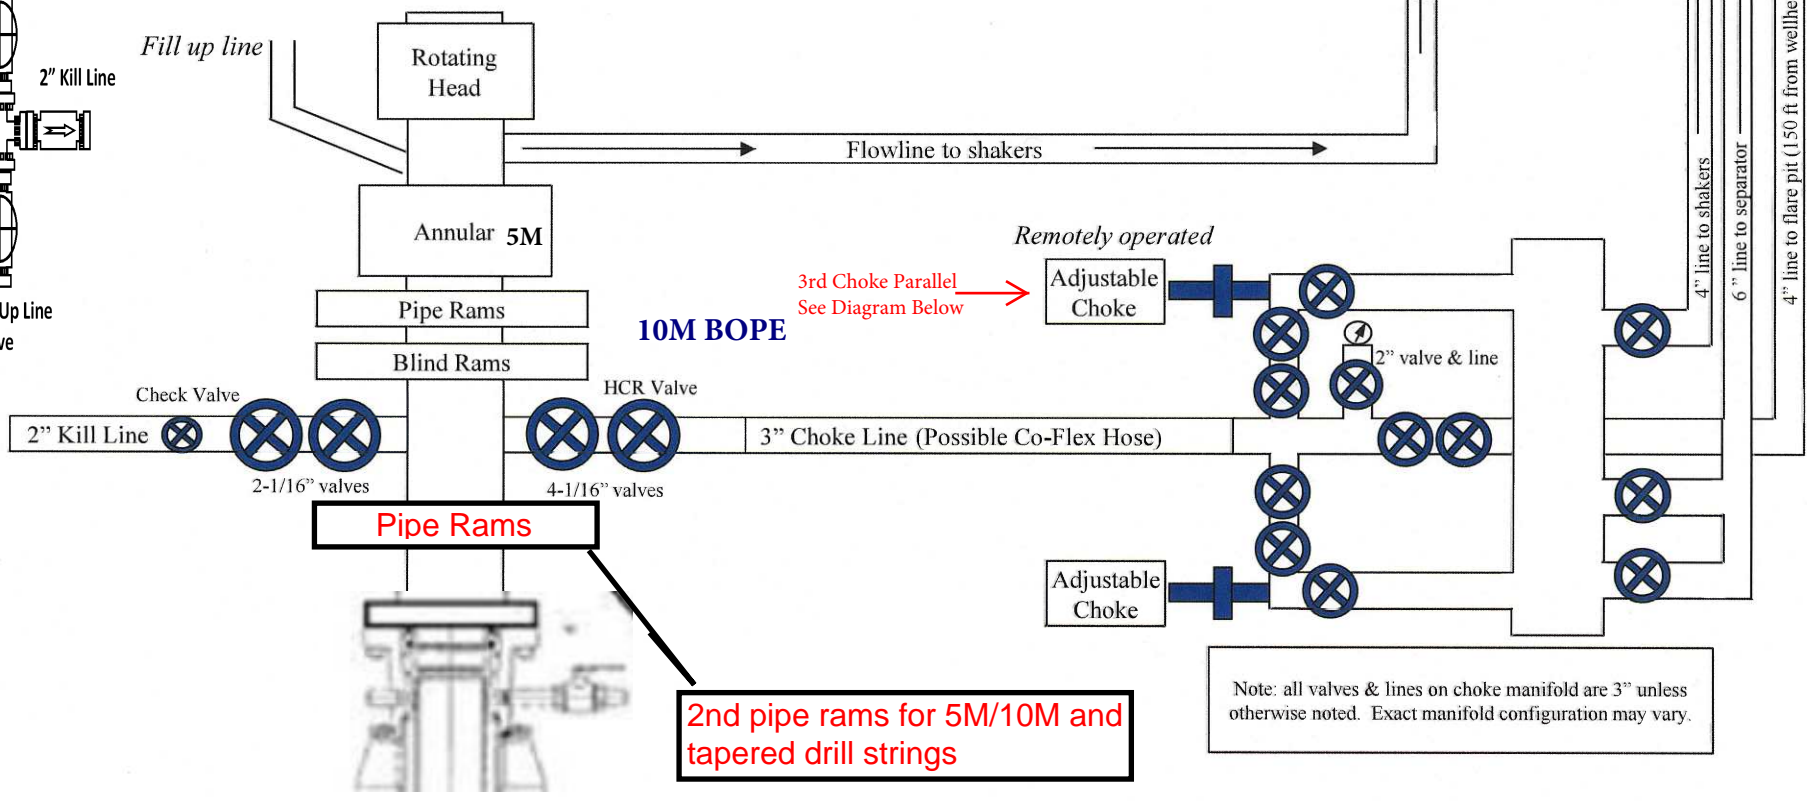 Fill up line
2” Kill Line
Rotating
Head
Flowline to shakers
Annular 5M
Up Line
ve
Pipe Rams
Blind Rams
10M BOPE
3rd Choke Parallel
See Diagram Below
Remotely operated
Adjustable
Choke
2” valve & line
4” line to shakers
6” line to separator
4” line to flare pit (150 ft from wellhe
Check Valve
HCR Valve
2” Kill Line
3” Choke Line (Possible Co-Flex Hose)
2-1/16” valves
4-1/16” valves
Pipe Rams
Adjustable
Choke
2nd pipe rams for 5M/10M and
tapered drill strings
Note: all valves & lines on choke manifold are 3” unless
otherwise noted. Exact manifold configuration may vary.